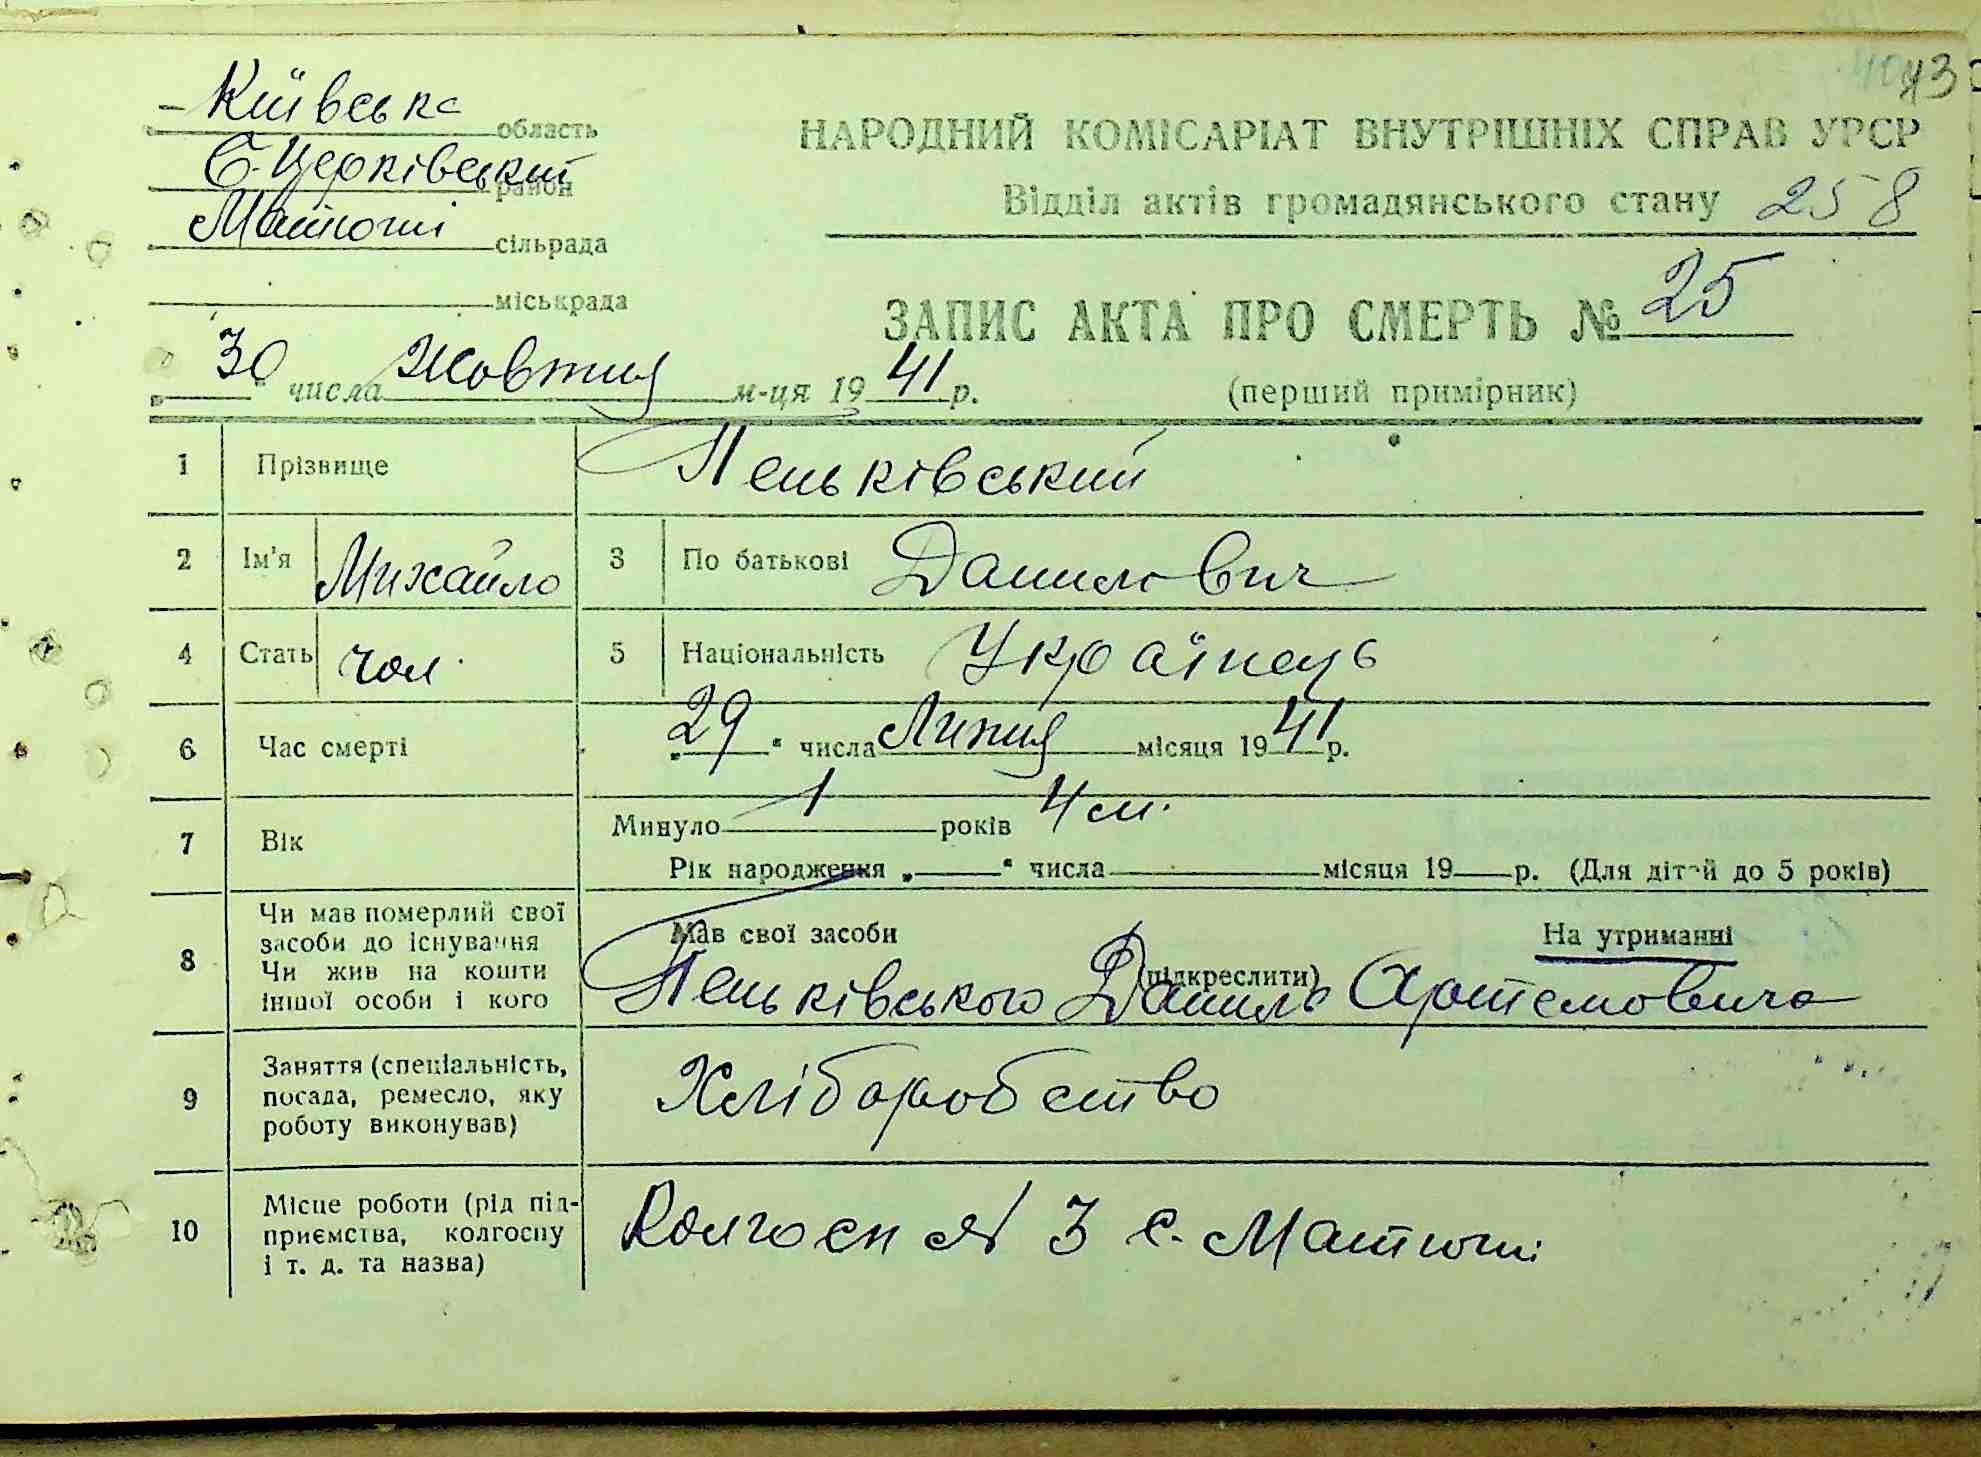 43
Київська область
Б-Церківський район
Матюші сільрада
міськрада
НАРОДНИЙ КОМІСАРІАТ ВНУТРІШНІХ СПРАВ УРСР
Відділ актів громадянського стану 258
ЗАПИС АКТА ПРО СМЕРТЬ № 25
(перший примірник)
„30“ числа Жовтня м-ця 1941 р.
1 Прізвище Пеньківський
2 Ім'я Михайло 3 По батькові Данилович
4 Стать чол. 5 Національність Українець
6 Час смерті „29“ числа Липня місяця 1941 р.
7 Вік Минуло 1 років 4 м.
Рік народження „ “ числа місяця 19 р. (Для дітей до 5 років)
8 Чи мав померлий свої засоби до існування Чи жив на кошти іншої особи і кого
Мав свої засоби На утриманні
(підкреслити)
Пеньківського Данила Артемовича
9 Заняття (спеціальність, посада, ремесло, яку роботу виконував) Хліборобство
10 Місце роботи (рід підприємства, колгоспу і т. д. та назва) Колгосп № 3 с. Матюші